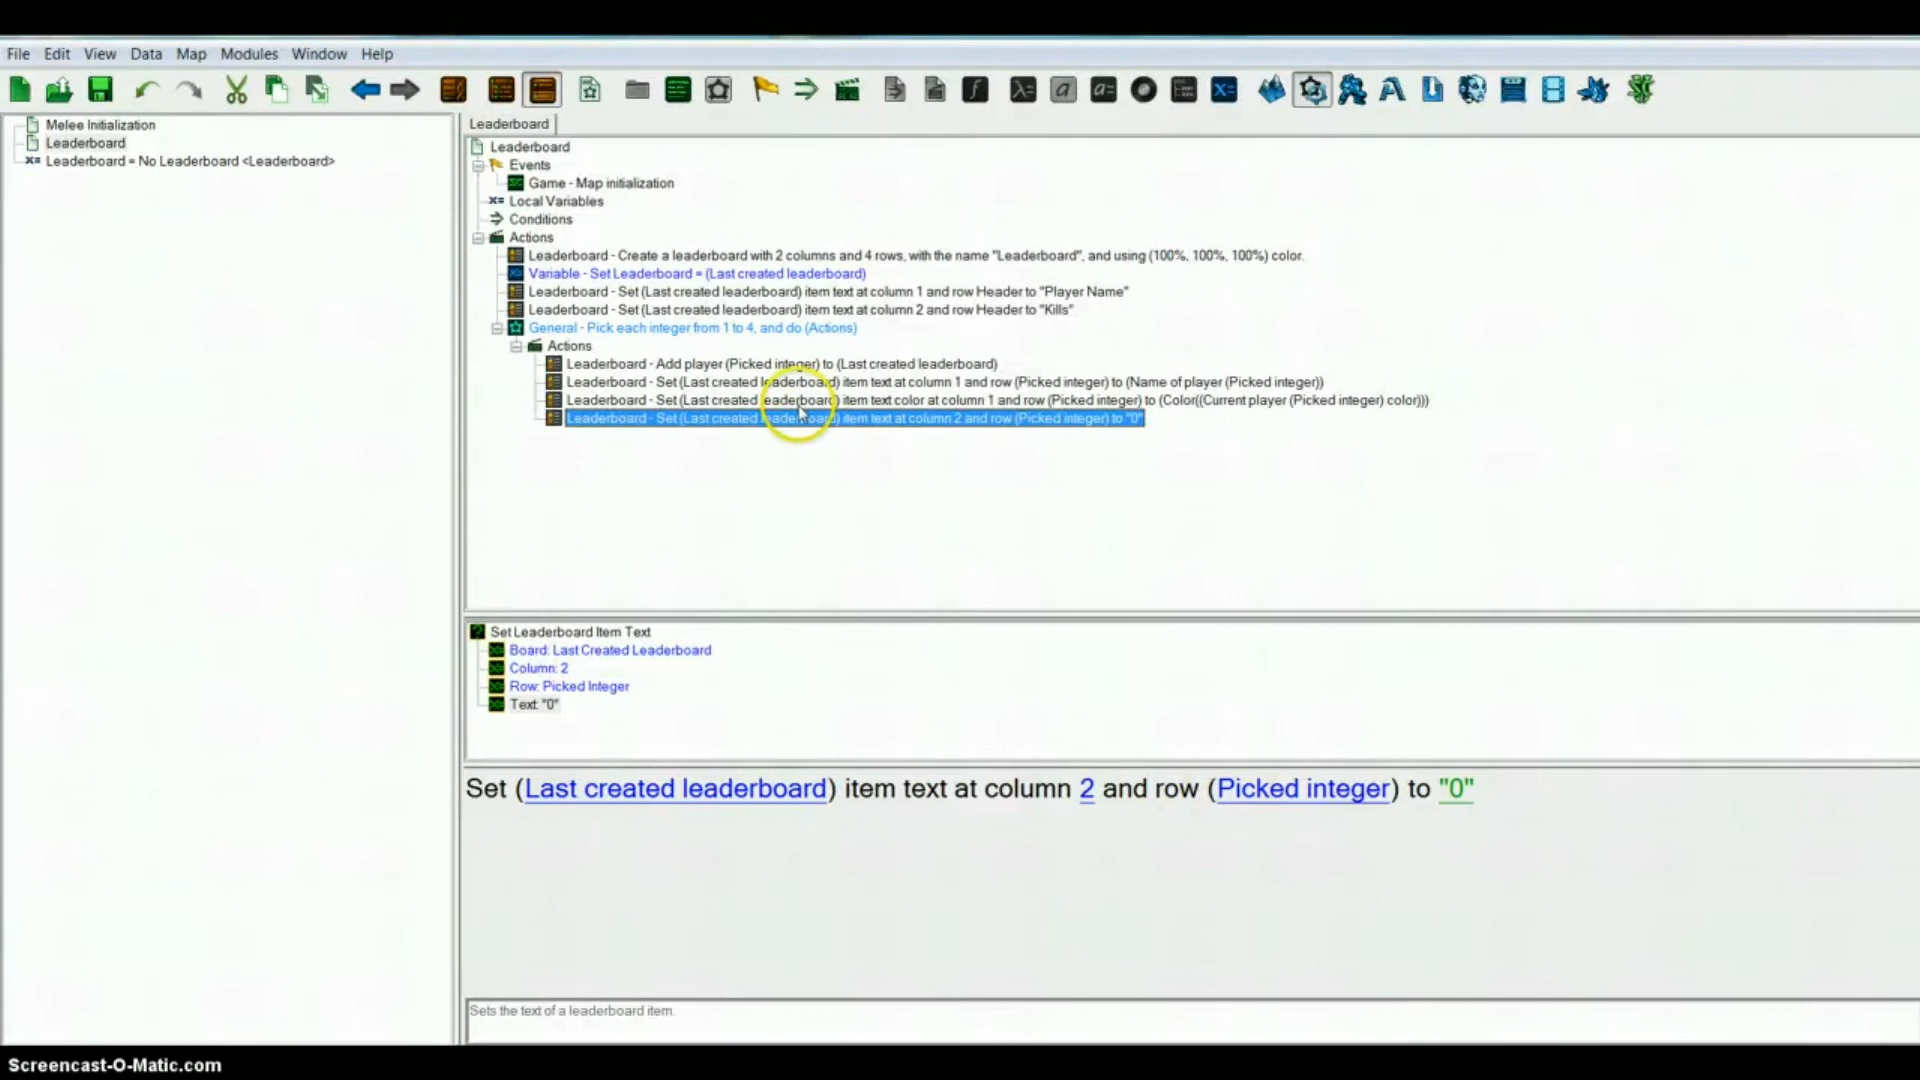 File Edit View Data Map Modules Window Help
Melee Initialization
Leaderboard
Leaderboard = No Leaderboard <Leaderboard>
Leaderboard
Leaderboard
Events
Game - Map initialization
Local Variables
Conditions
Actions
Leaderboard - Create a leaderboard with 2 columns and 4 rows, with the name "Leaderboard", and using (100%, 100%, 100%) color.
Variable - Set Leaderboard = (Last created leaderboard)
Leaderboard - Set (Last created leaderboard) item text at column 1 and row Header to "Player Name"
Leaderboard - Set (Last created leaderboard) item text at column 2 and row Header to "Kills"
General - Pick each integer from 1 to 4, and do (Actions)
Actions
Leaderboard - Add player (Picked integer) to (Last created leaderboard)
Leaderboard - Set (Last created leaderboard) item text at column 1 and row (Picked integer) to (Name of player (Picked integer))
Leaderboard - Set (Last created leaderboard) item text color at column 1 and row (Picked integer) to (Color((Current player (Picked integer) color)))
Leaderboard - Set (Last created leaderboard) item text at column 2 and row (Picked integer) to "0"
Set Leaderboard Item Text
Board: Last Created Leaderboard
Column: 2
Row: Picked Integer
Text: "0"
Set (Last created leaderboard) item text at column 2 and row (Picked integer) to "0"
Sets the text of a leaderboard item.
Screencast-O-Matic.com